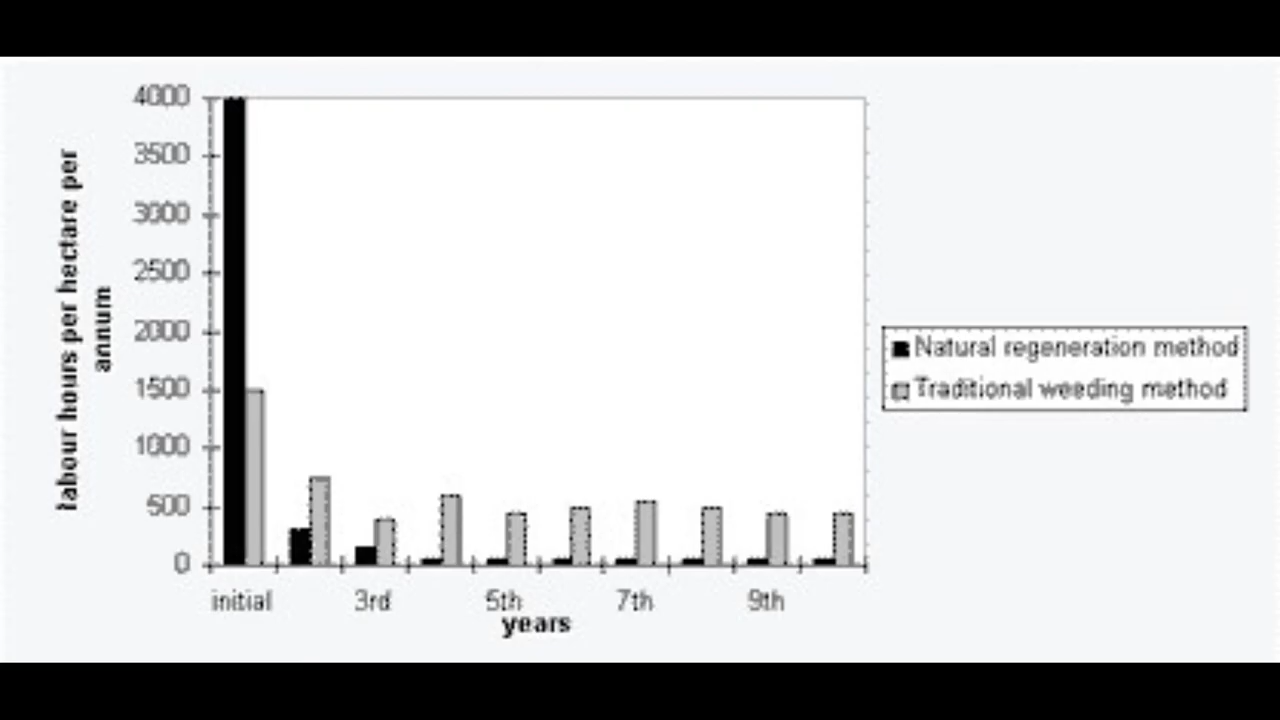 4000
3500
3000
2500
2000
1500
1000
500
0
labour hours per hectare per
annum
initial 3rd 5th 7th 9th
years
Natural regeneration method
Traditional weeding method